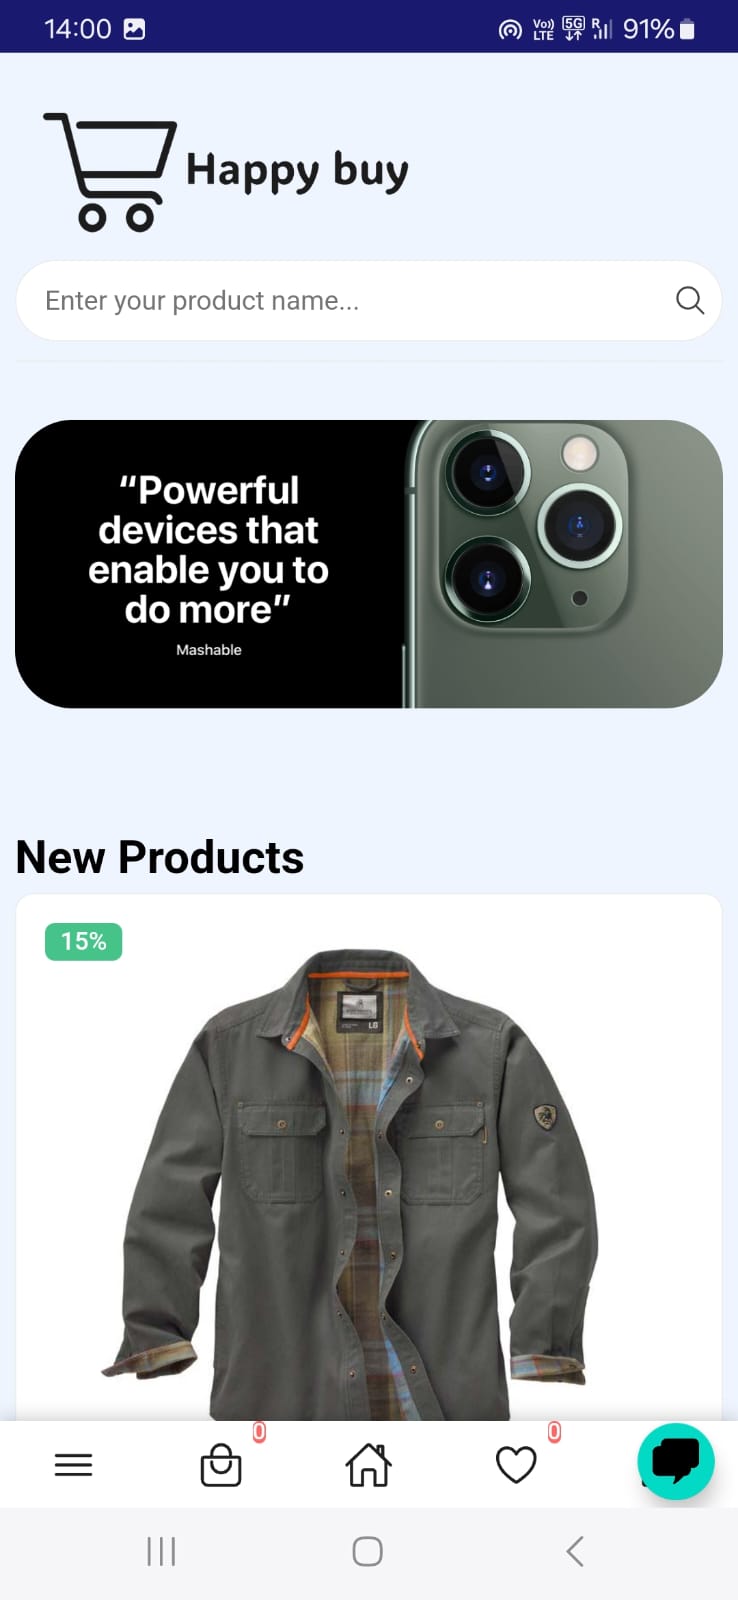 14:00
Vo)) LTE 5G R 91%
Happy buy
Enter your product name...
“Powerful
devices that
enable you to
do more”
Mashable
New Products
15%
LG
0
0